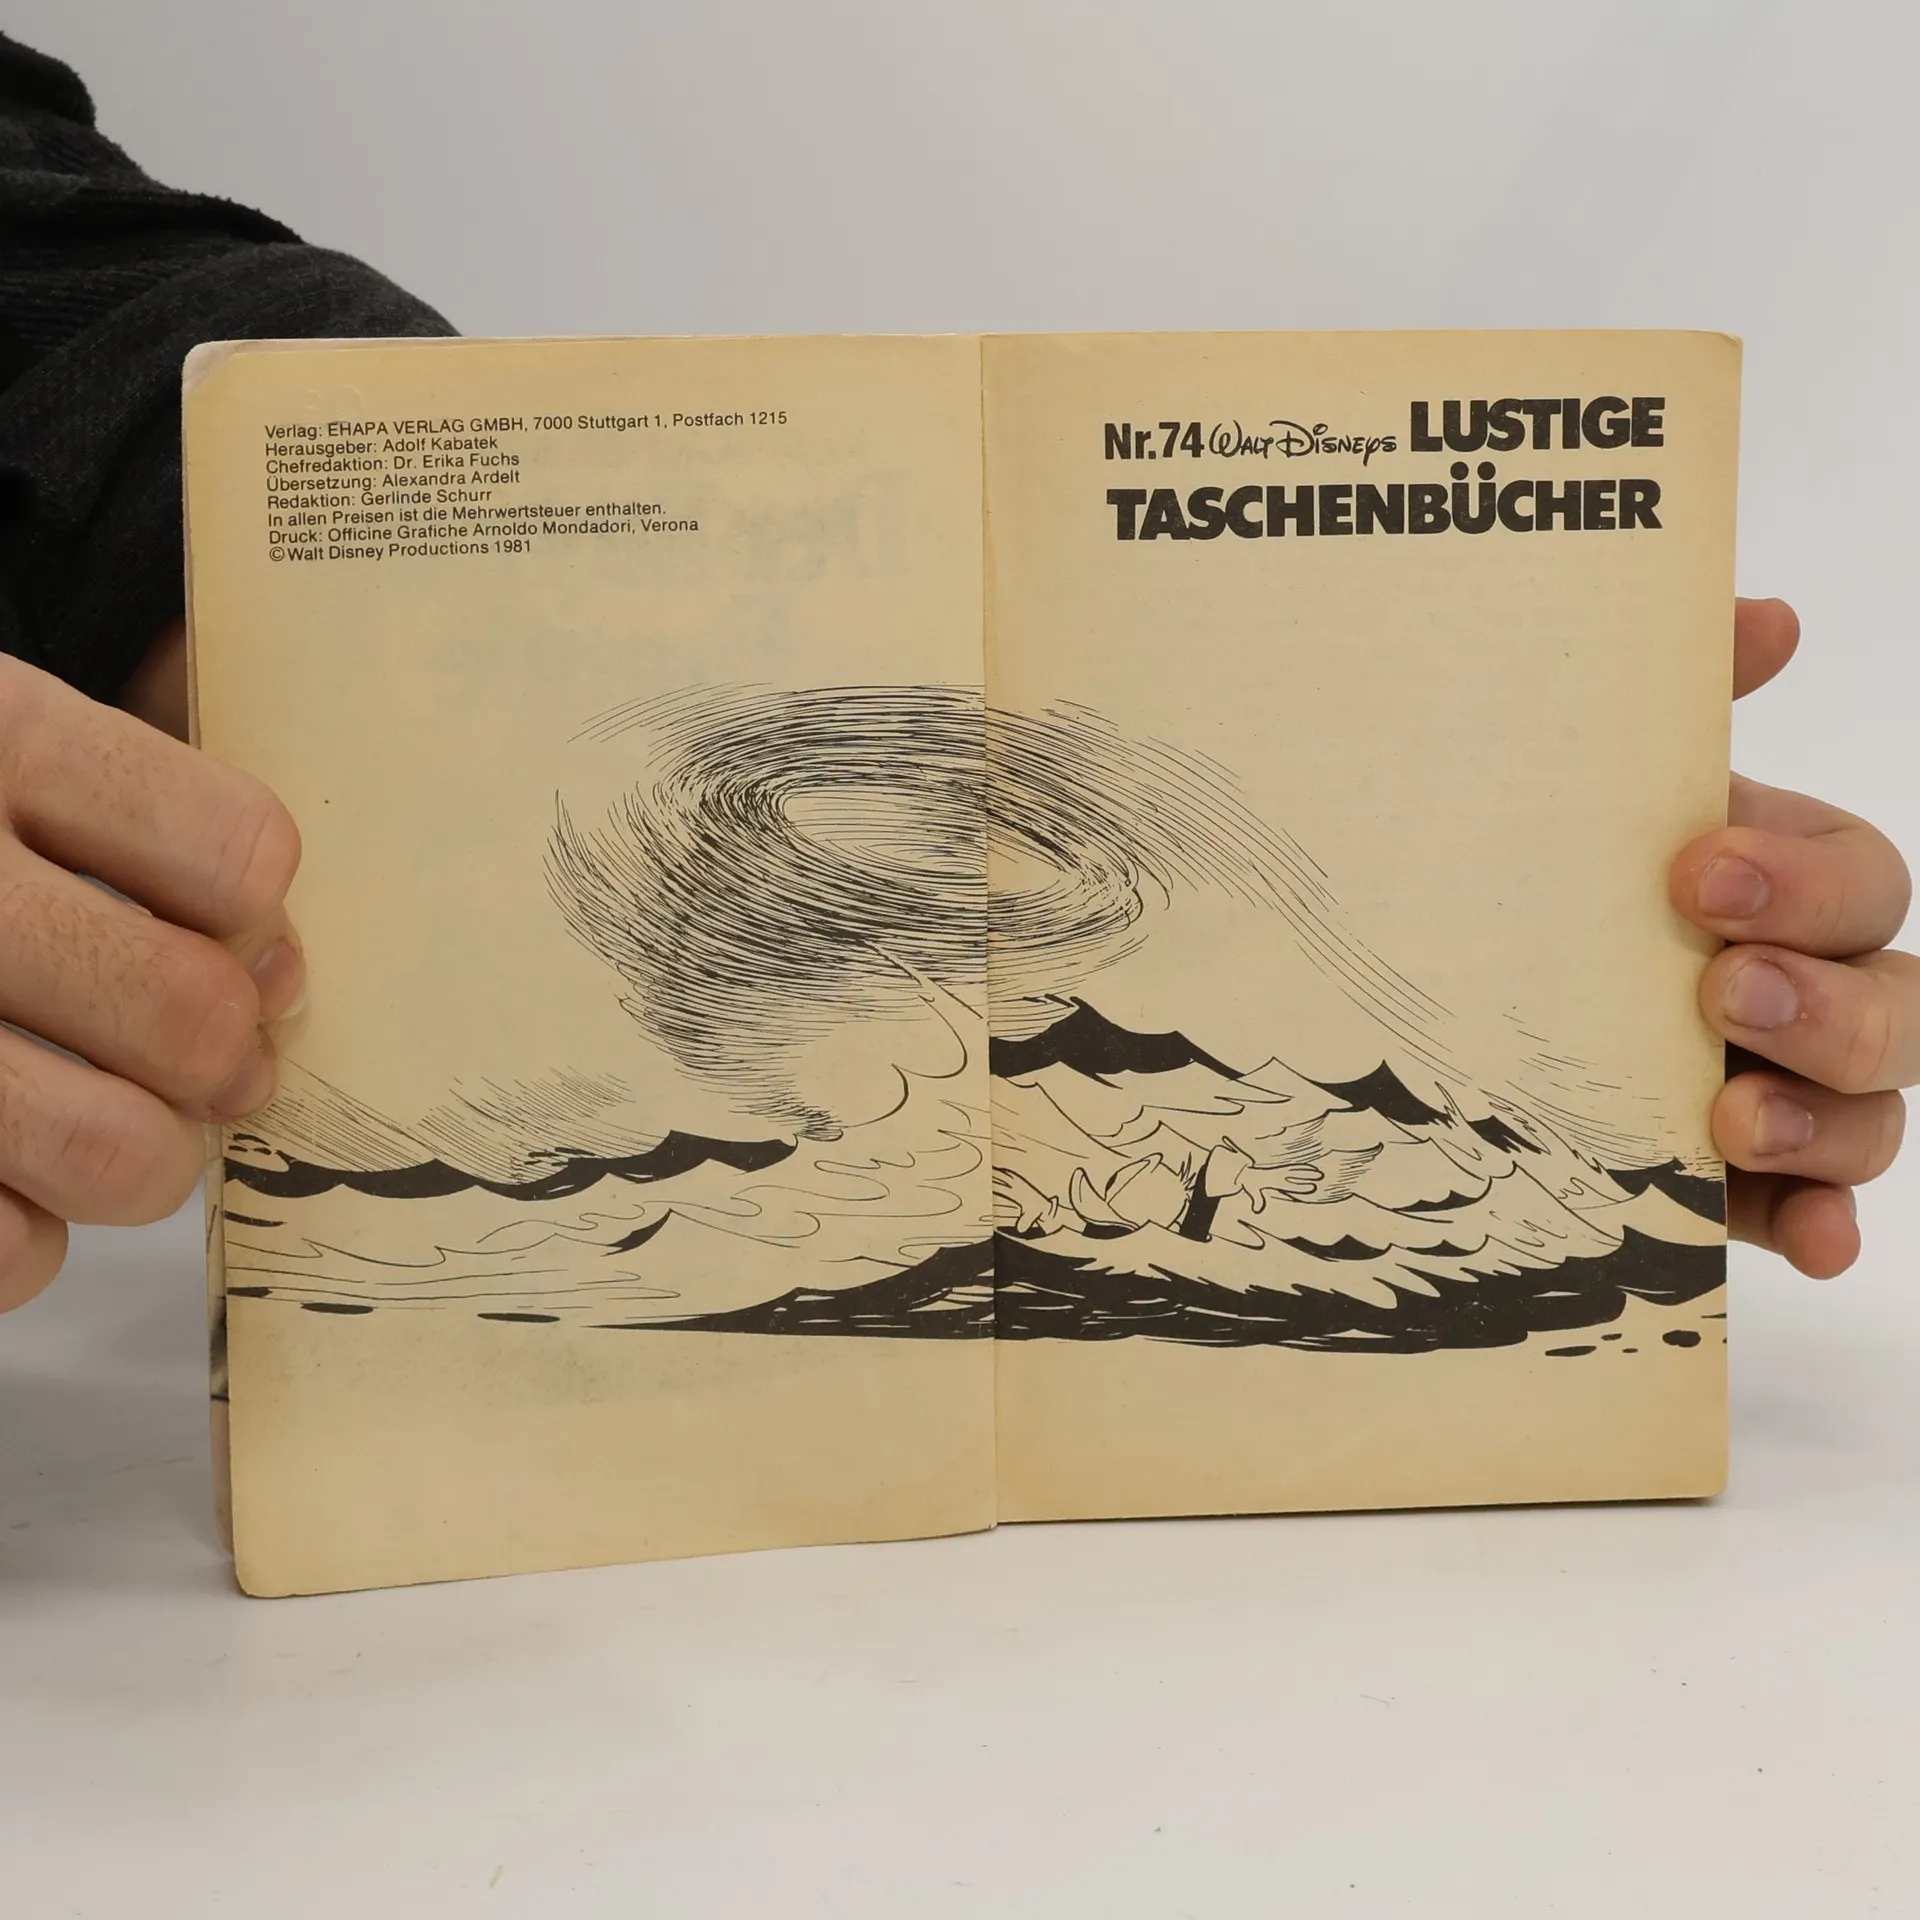 Verlag: EHAPA VERLAG GMBH, 7000 Stuttgart 1, Postfach 1215
Herausgeber: Adolf Kabatek
Chefredaktion: Dr. Erika Fuchs
Übersetzung: Alexandra Ardelt
Redaktion: Gerlinde Schurr
In allen Preisen ist die Mehrwertsteuer enthalten.
Druck: Officine Grafiche Arnoldo Mondadori, Verona
©Walt Disney Productions 1981
Nr.74 Walt Disneys LUSTIGE
TASCHENBÜCHER